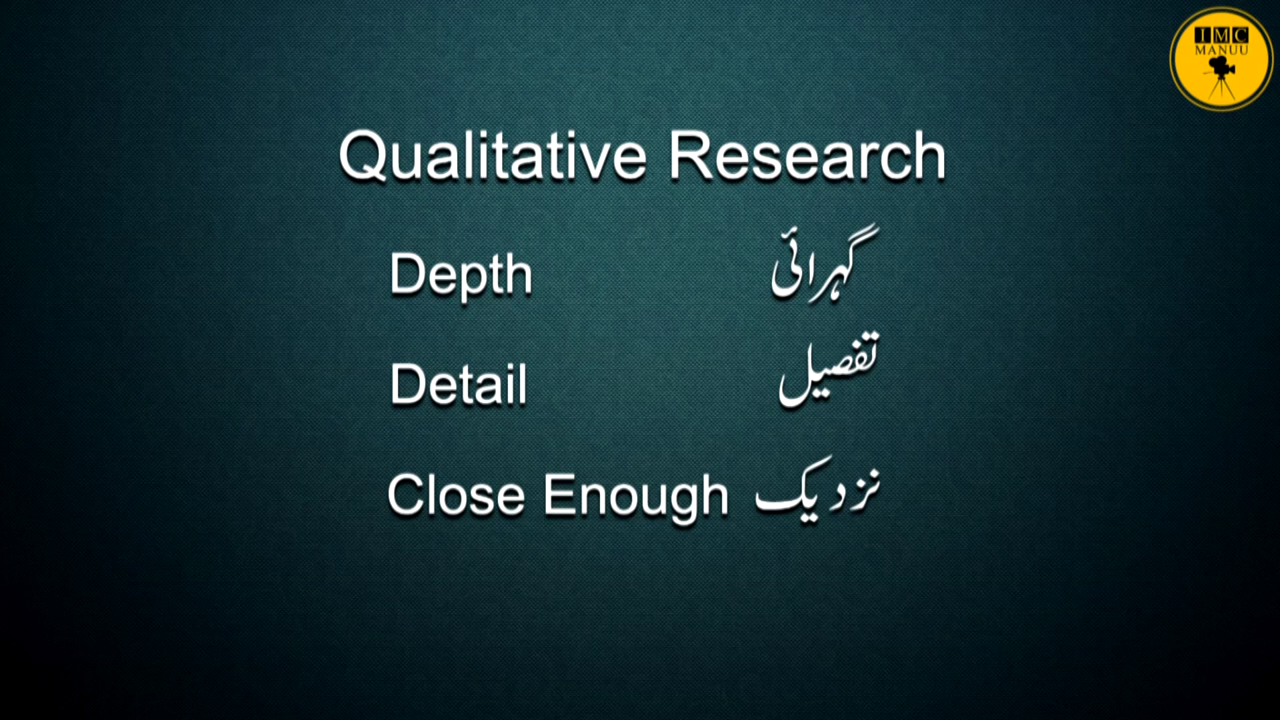 IMC
MANUU
Qualitative Research
Depth گہرائی
Detail تفصیل
Close Enough نزدیک